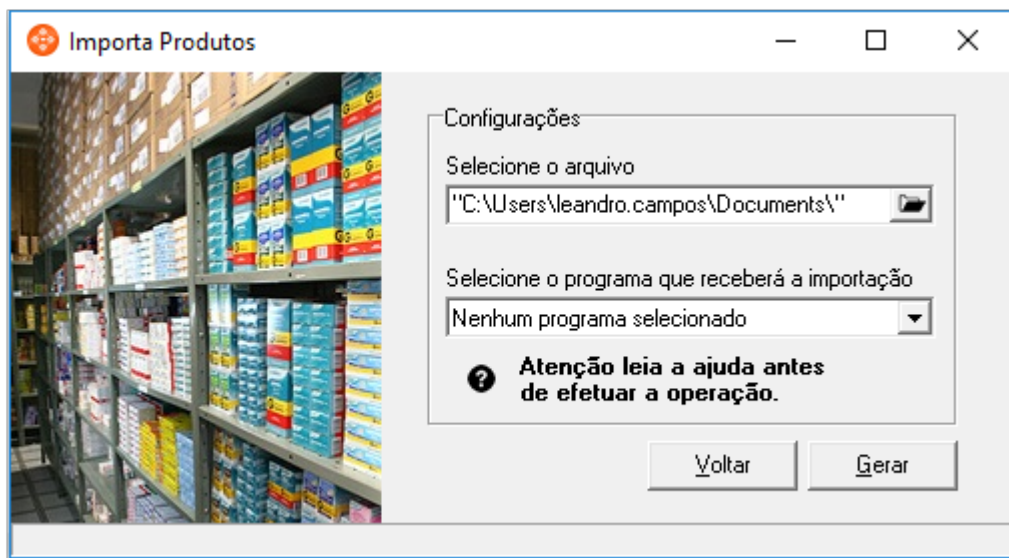 Importa Produtos
Configurações
Selecione o arquivo
"C:\Users\leandro.campos\Documents\"
Selecione o programa que receberá a importação
Nenhum programa selecionado
Atenção leia a ajuda antes
de efetuar a operação.
Voltar
Gerar